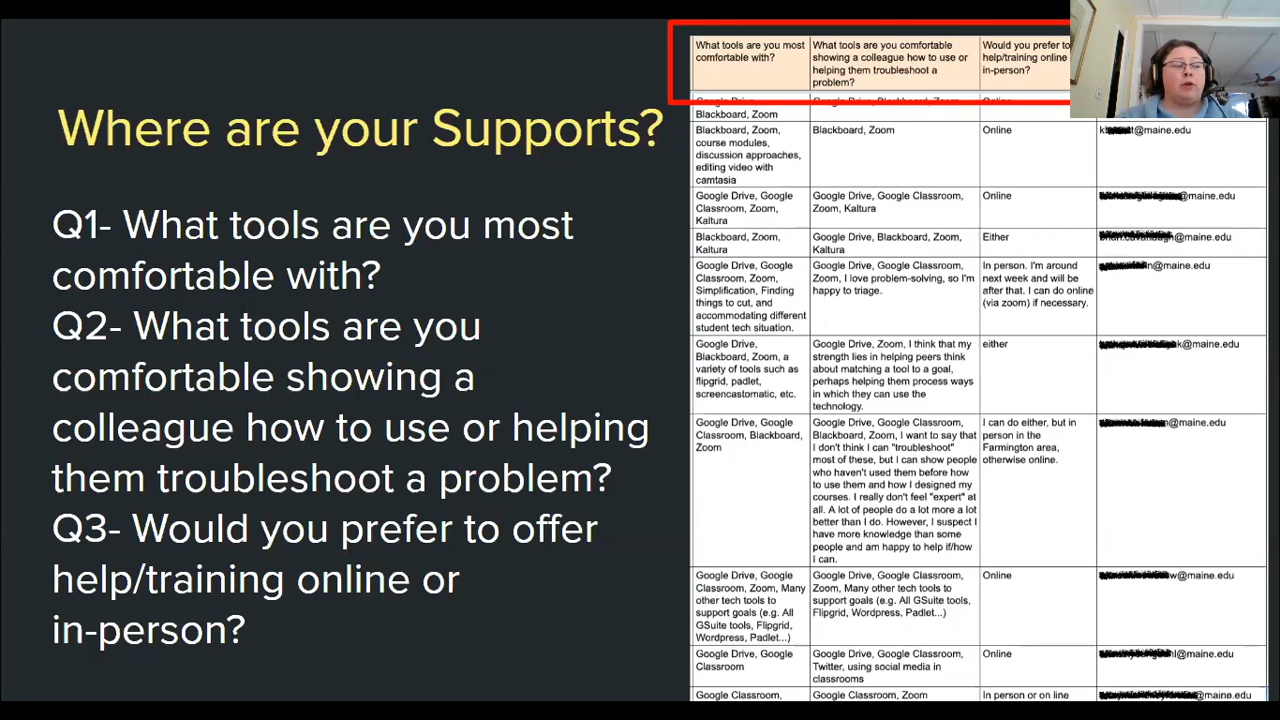 Where are your Supports?
Q1- What tools are you most
comfortable with?
Q2- What tools are you
comfortable showing a
colleague how to use or helping
them troubleshoot a problem?
Q3- Would you prefer to offer
help/training online or
in-person?
What tools are you most
comfortable with?
What tools are you comfortable
showing a colleague how to use or
helping them troubleshoot a
problem?
Would you prefer to
help/training online
in-person?
Google Drive,
Blackboard, Zoom
Google Drive, Blackboard, Zoom
Online
Blackboard, Zoom,
course modules,
discussion approaches,
editing video with
camtasia
Blackboard, Zoom
Online
@maine.edu
Google Drive, Google
Classroom, Zoom,
Kaltura
Google Drive, Google Classroom,
Zoom, Kaltura
Online
@maine.edu
Blackboard, Zoom,
Kaltura
Google Drive, Blackboard, Zoom,
Kaltura
Either
@maine.edu
Google Drive, Google
Classroom, Zoom,
Simplification, Finding
things to cut, and
accommodating different
student tech situation.
Google Drive, Google Classroom,
Zoom, I love problem-solving, so I'm
happy to triage.
In person. I'm around
next week and will be
after that. I can do online
(via zoom) if necessary.
@maine.edu
Google Drive,
Blackboard, Zoom, a
variety of tools such as
flipgrid, padlet,
screencastomatic, etc.
Google Drive, Zoom, I think that my
strength lies in helping peers think
about matching a tool to a goal,
perhaps helping them process ways
in which they can use the
technology.
either
@maine.edu
Google Drive, Google
Classroom, Blackboard,
Zoom
Google Drive, Google Classroom,
Blackboard, Zoom, I want to say that
I don't think I can "troubleshoot"
most of these, but I can show people
who haven't used them before how
to use them and how I designed my
courses. I really don't feel "expert" at
all. A lot of people do a lot more a lot
better than I do. However, I suspect I
have more knowledge than some
people and am happy to help if/how
I can.
I can do either, but in
person in the
Farmington area,
otherwise online.
@maine.edu
Google Drive, Google
Classroom, Zoom, Many
other tech tools to
support goals (e.g. All
GSuite tools, Flipgrid,
Wordpress, Padlet...)
Google Drive, Google Classroom,
Zoom, Many other tech tools to
support goals (e.g. All GSuite tools,
Flipgrid, Wordpress, Padlet...)
Online
@maine.edu
Google Drive, Google
Classroom
Google Drive, Google Classroom,
Twitter, using social media in
classrooms
Online
@maine.edu
Google Classroom,
Google Classroom, Zoom
In person or on line
@maine.edu